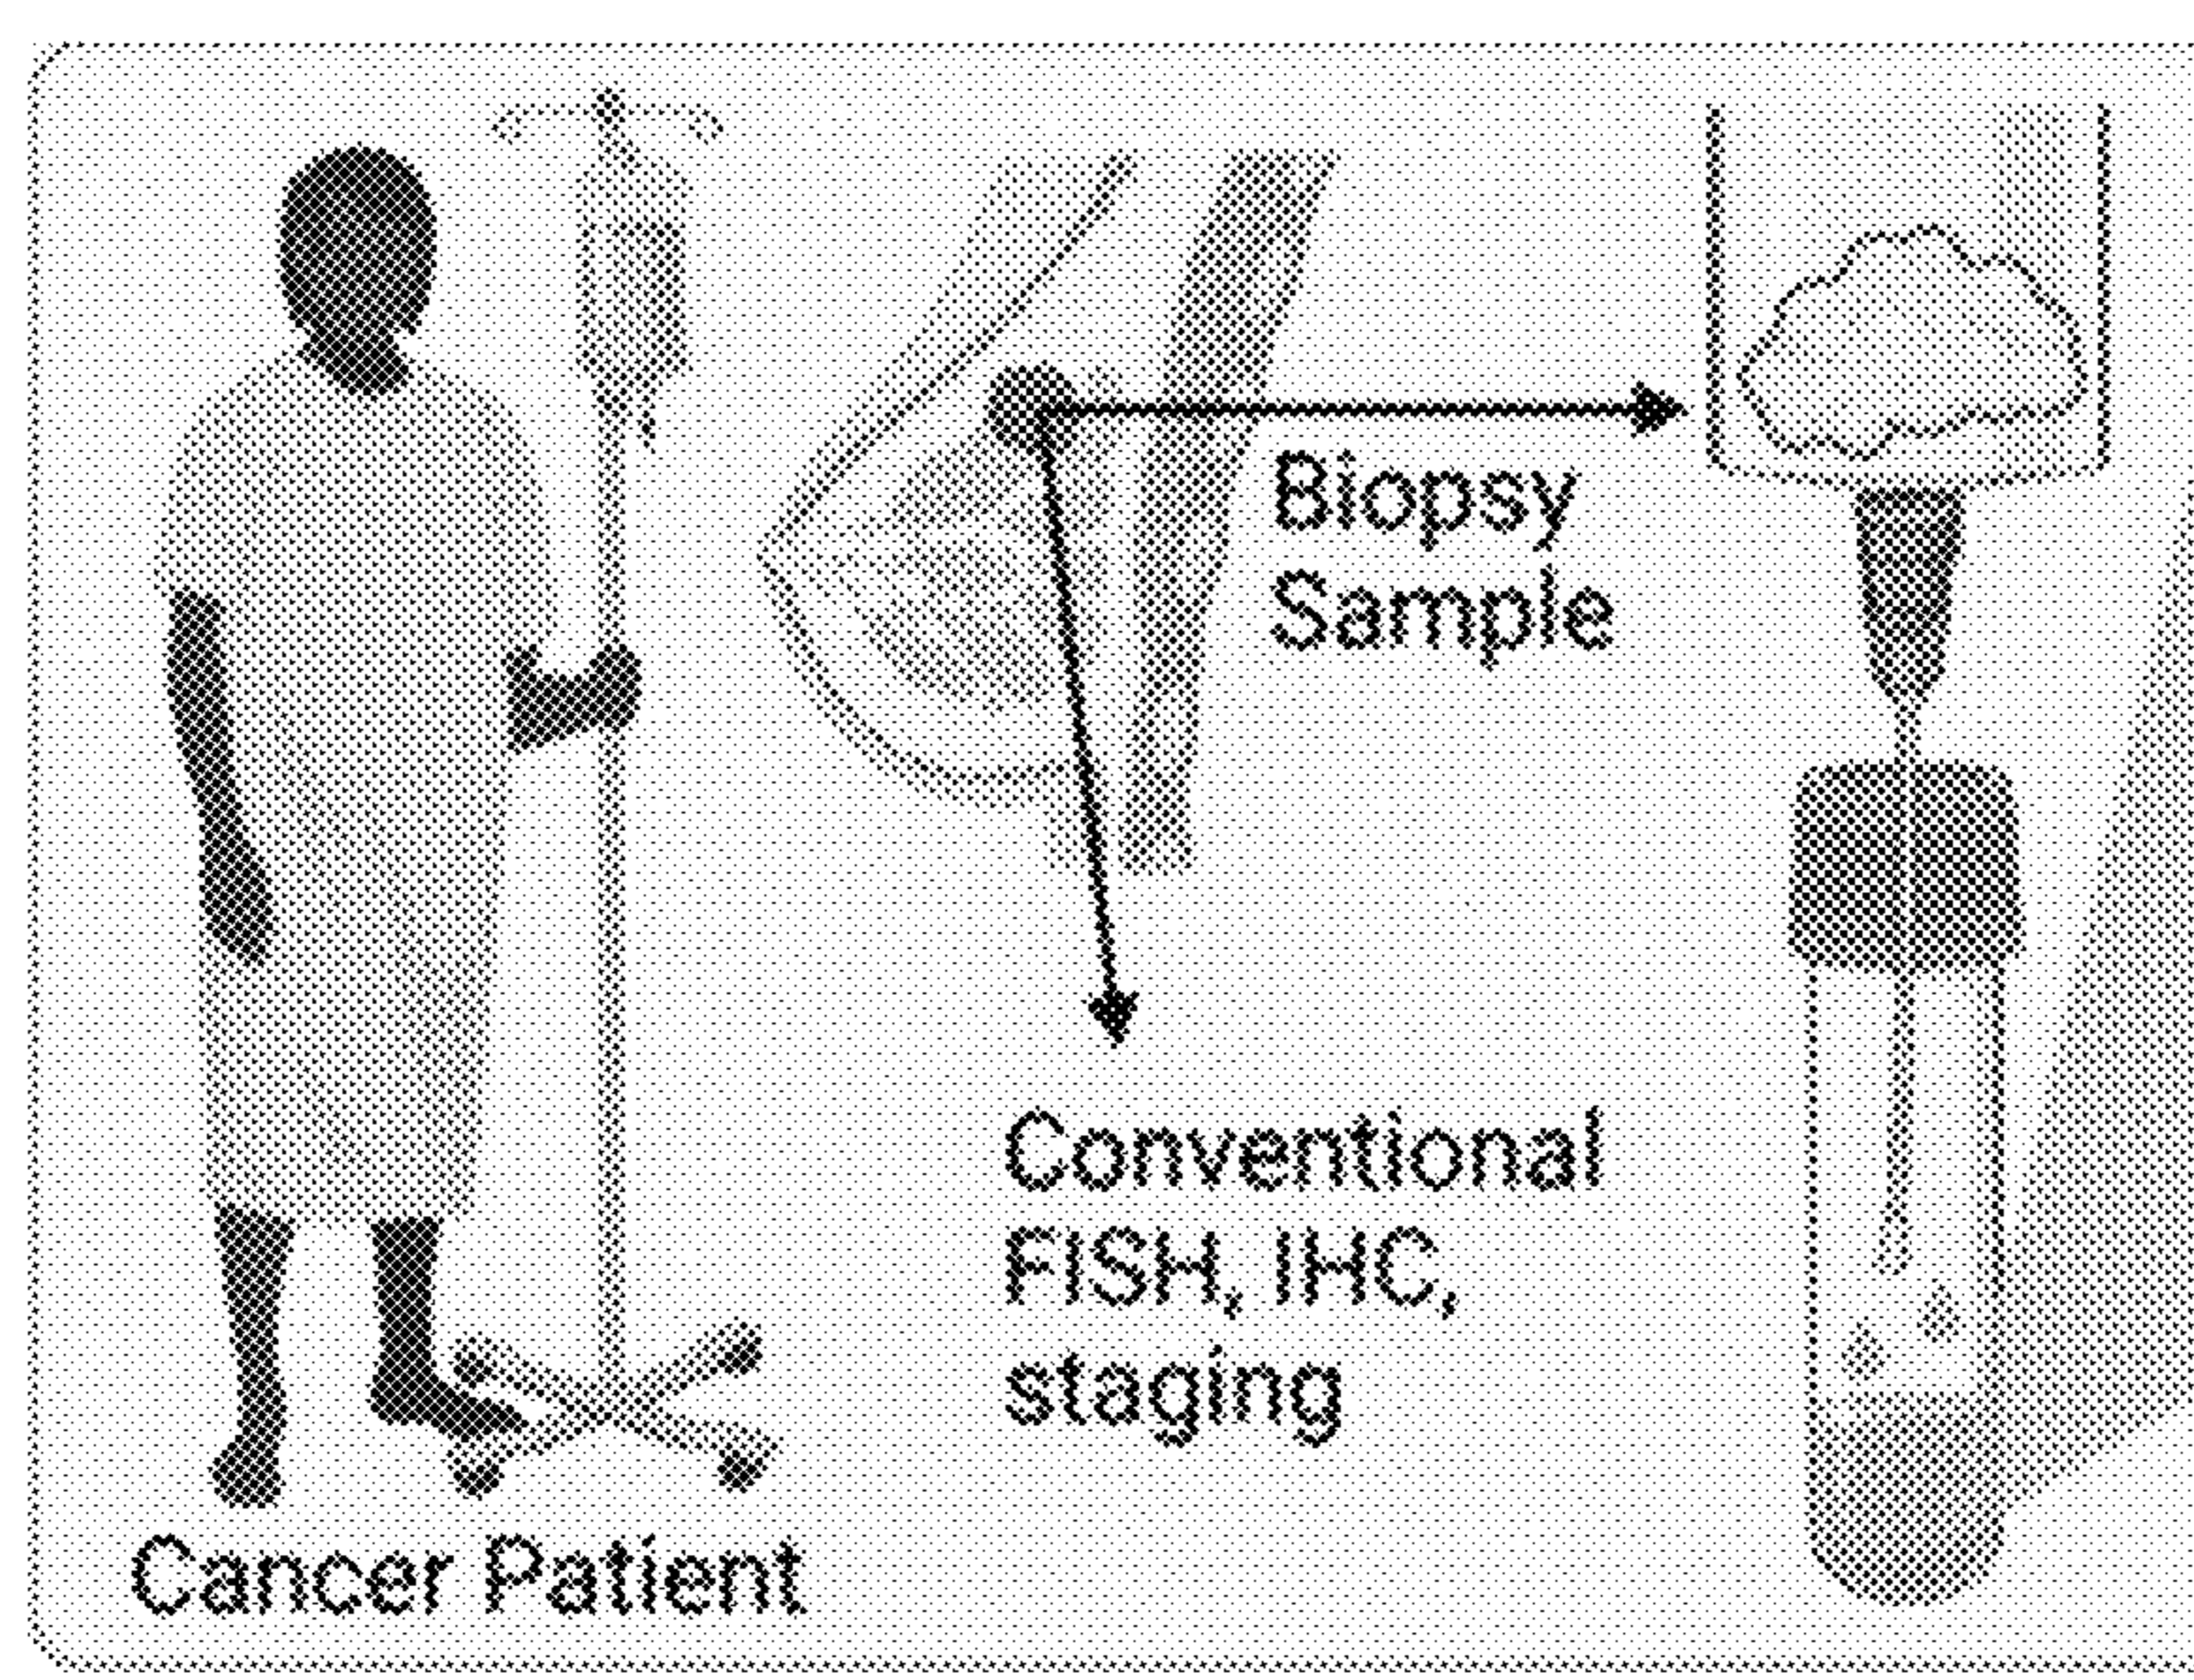 Biopsy
Sample
Conventional
FISH, IHC,
staging
Cancer Patient